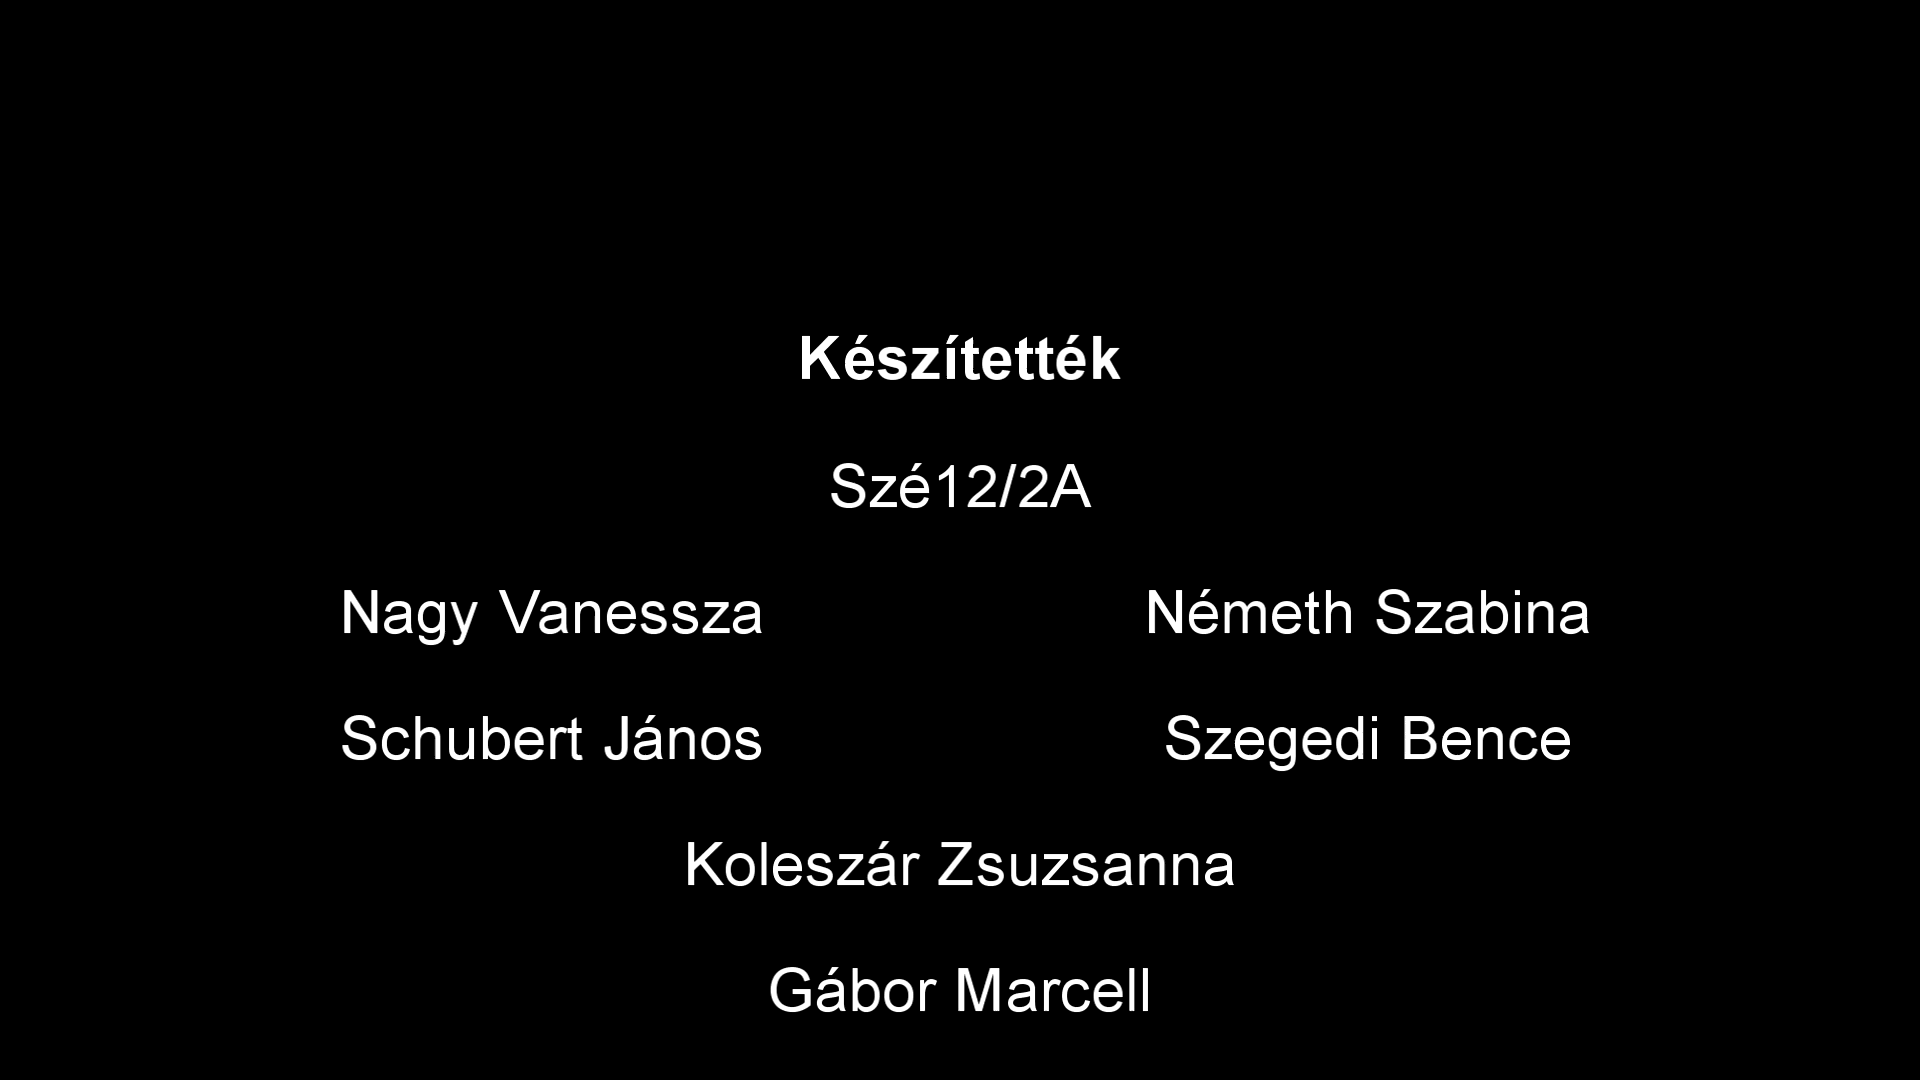 Készítették
Szé12/2A
Nagy Vanessza Németh Szabina
Schubert János Szegedi Bence
Koleszár Zsuzsanna
Gábor Marcell